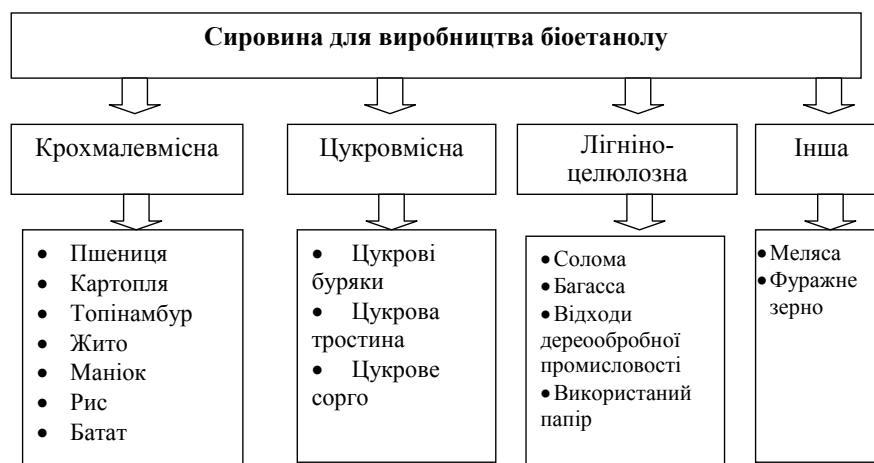 Сировина для виробництва біоетанолу
Крохмалевмісна
Цукровмісна
Лігніно-
целюлозна
Інша
• Пшениця
• Картопля
• Топінамбур
• Жито
• Маніок
• Рис
• Батат
• Цукрові
буряки
• Цукрова
тростина
• Цукрове
сорго
• Солома
• Багасса
• Відходи
дереообробної
промисловості
• Використаний
папір
• Меляса
• Фуражне
зерно